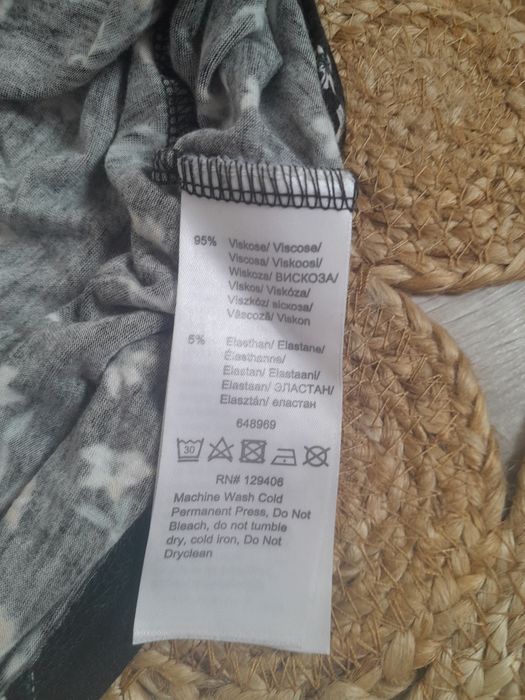 95% Viskose/ Viscose/
Viscosa/ Viskoosi/
Wiskoza/ ВИСКОЗА/
Viskos/ Viskóza/
Viszkóz/ віскоза/
Vâscoză/ Viskon
5% Elasthan/ Elastane/
Élasthanne/
Elastan/ Elastaani/
Elastaan/ ЭЛАСТАН/
Elasztán/ еластан
648969
30
RN# 129406
Machine Wash Cold
Permanent Press, Do Not
Bleach, do not tumble
dry, cold iron, Do Not
Dryclean